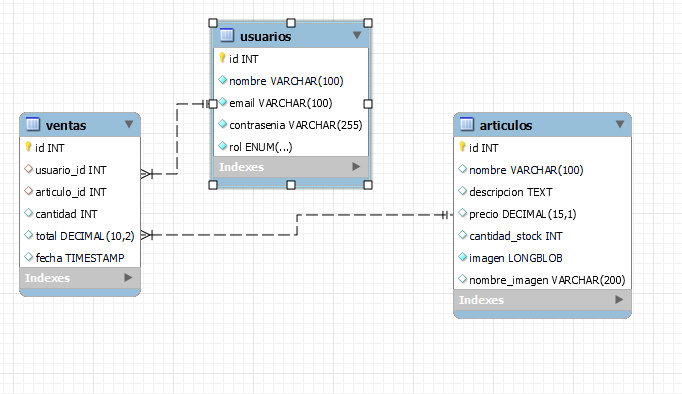 usuarios
id INT
nombre VARCHAR(100)
email VARCHAR(100)
contrasenia VARCHAR(255)
rol ENUM(...)
Indexes
ventas
id INT
usuario_id INT
articulo_id INT
cantidad INT
total DECIMAL(10,2)
fecha TIMESTAMP
Indexes
articulos
id INT
nombre VARCHAR(100)
descripcion TEXT
precio DECIMAL(15,1)
cantidad_stock INT
imagen LONGBLOB
nombre_imagen VARCHAR(200)
Indexes